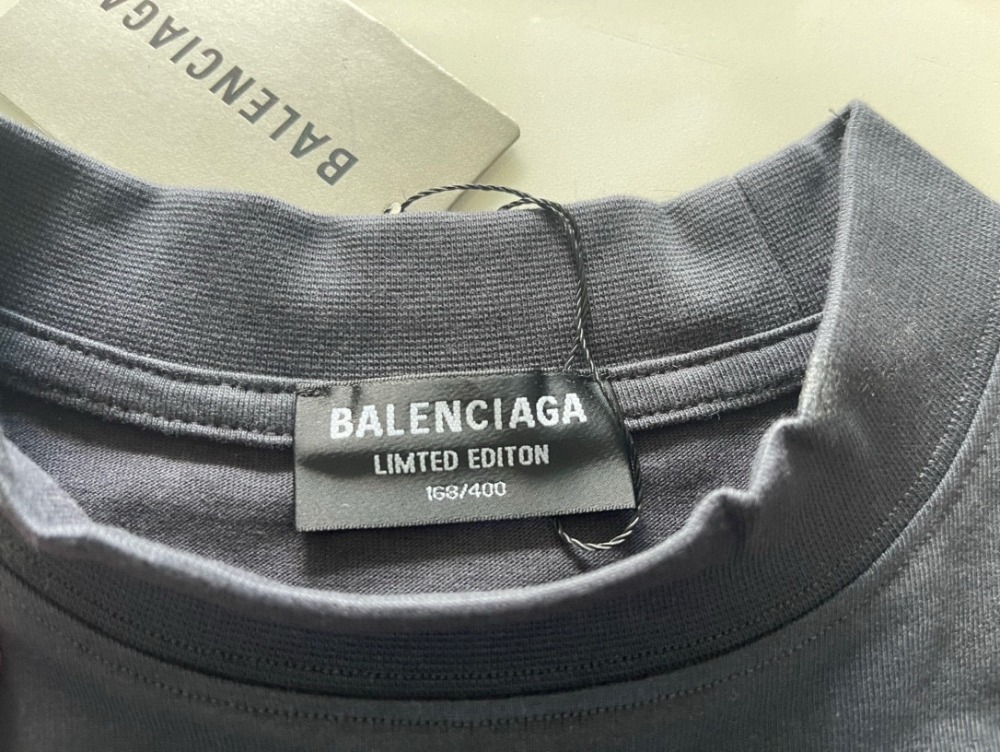 BALENCIAGA
BALENCIAGA
LIMTED EDITON
168/400